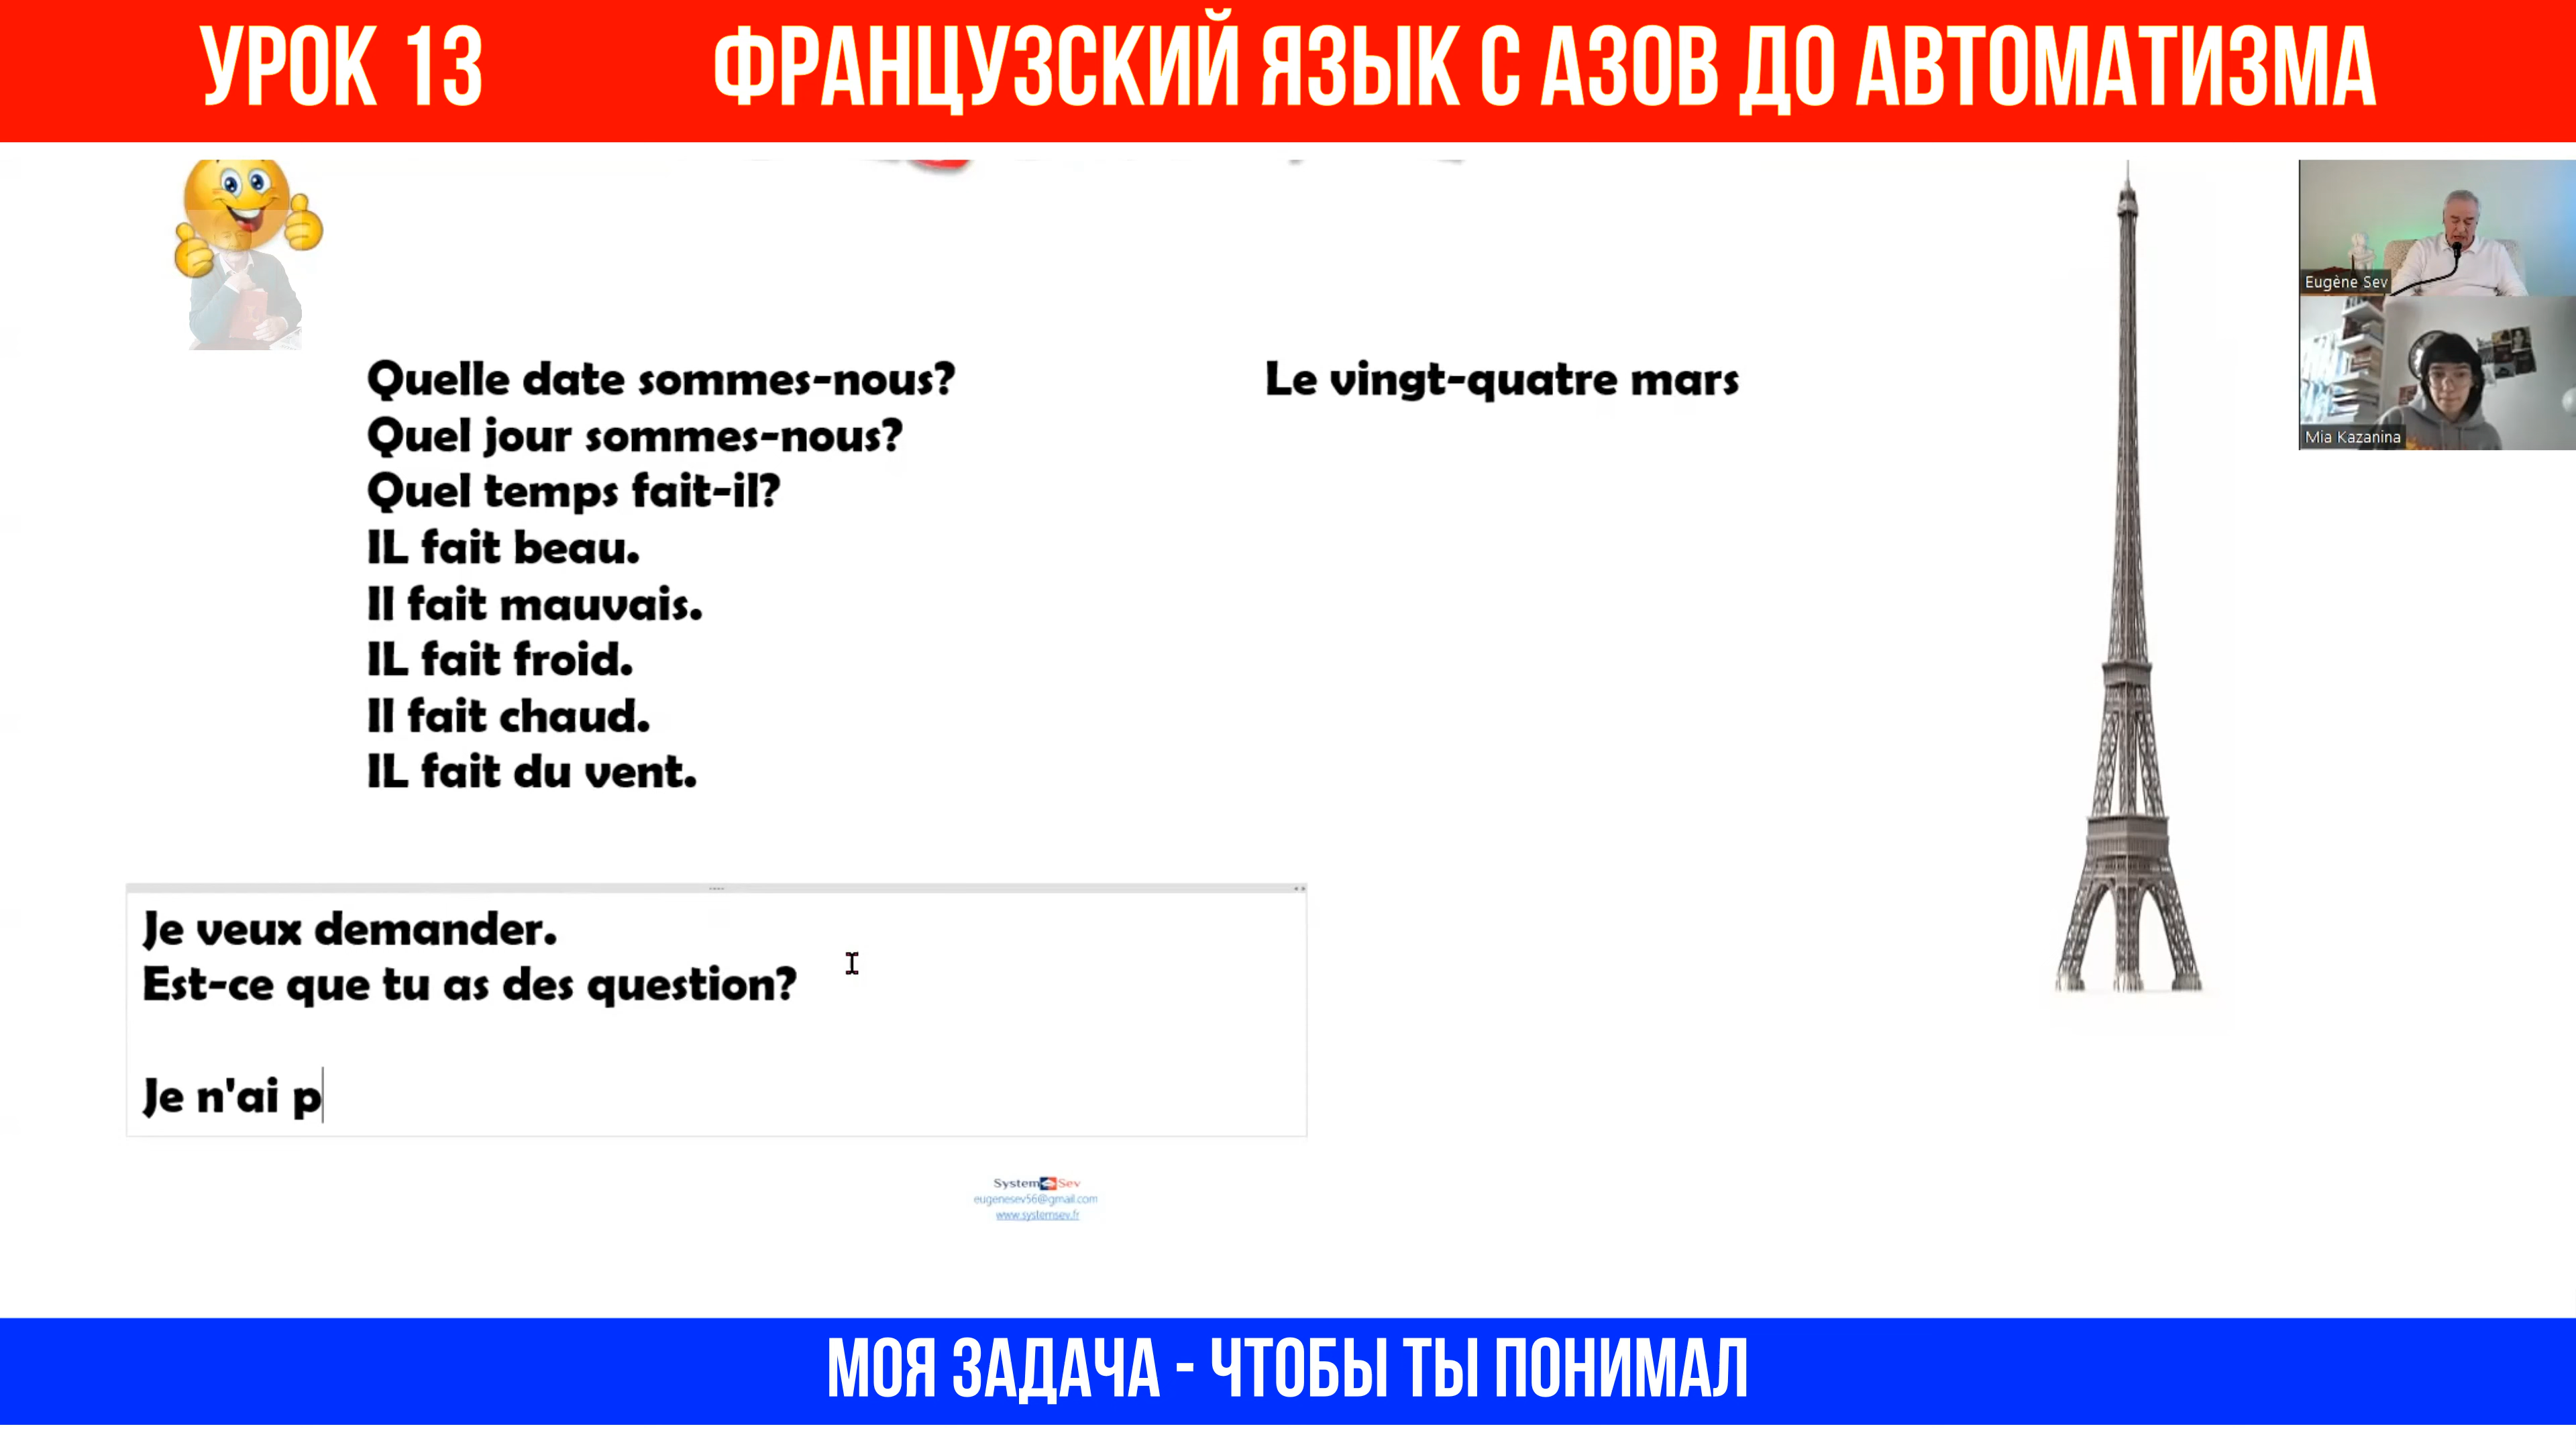 УРОК 13
ФРАНЦУЗСКИЙ ЯЗЫК С АЗОВ ДО АВТОМАТИЗМА
Eugène Sev
Mia Kazanina
Quelle date sommes-nous?
Le vingt-quatre mars
Quel jour sommes-nous?
Quel temps fait-il?
IL fait beau.
Il fait mauvais.
IL fait froid.
Il fait chaud.
IL fait du vent.
Je veux demander.
Est-ce que tu as des question?
Je n'ai p
System Sev
eugenesev56@gmail.com
www.systemsev.fr
МОЯ ЗАДАЧА - ЧТОБЫ ТЫ ПОНИМАЛ